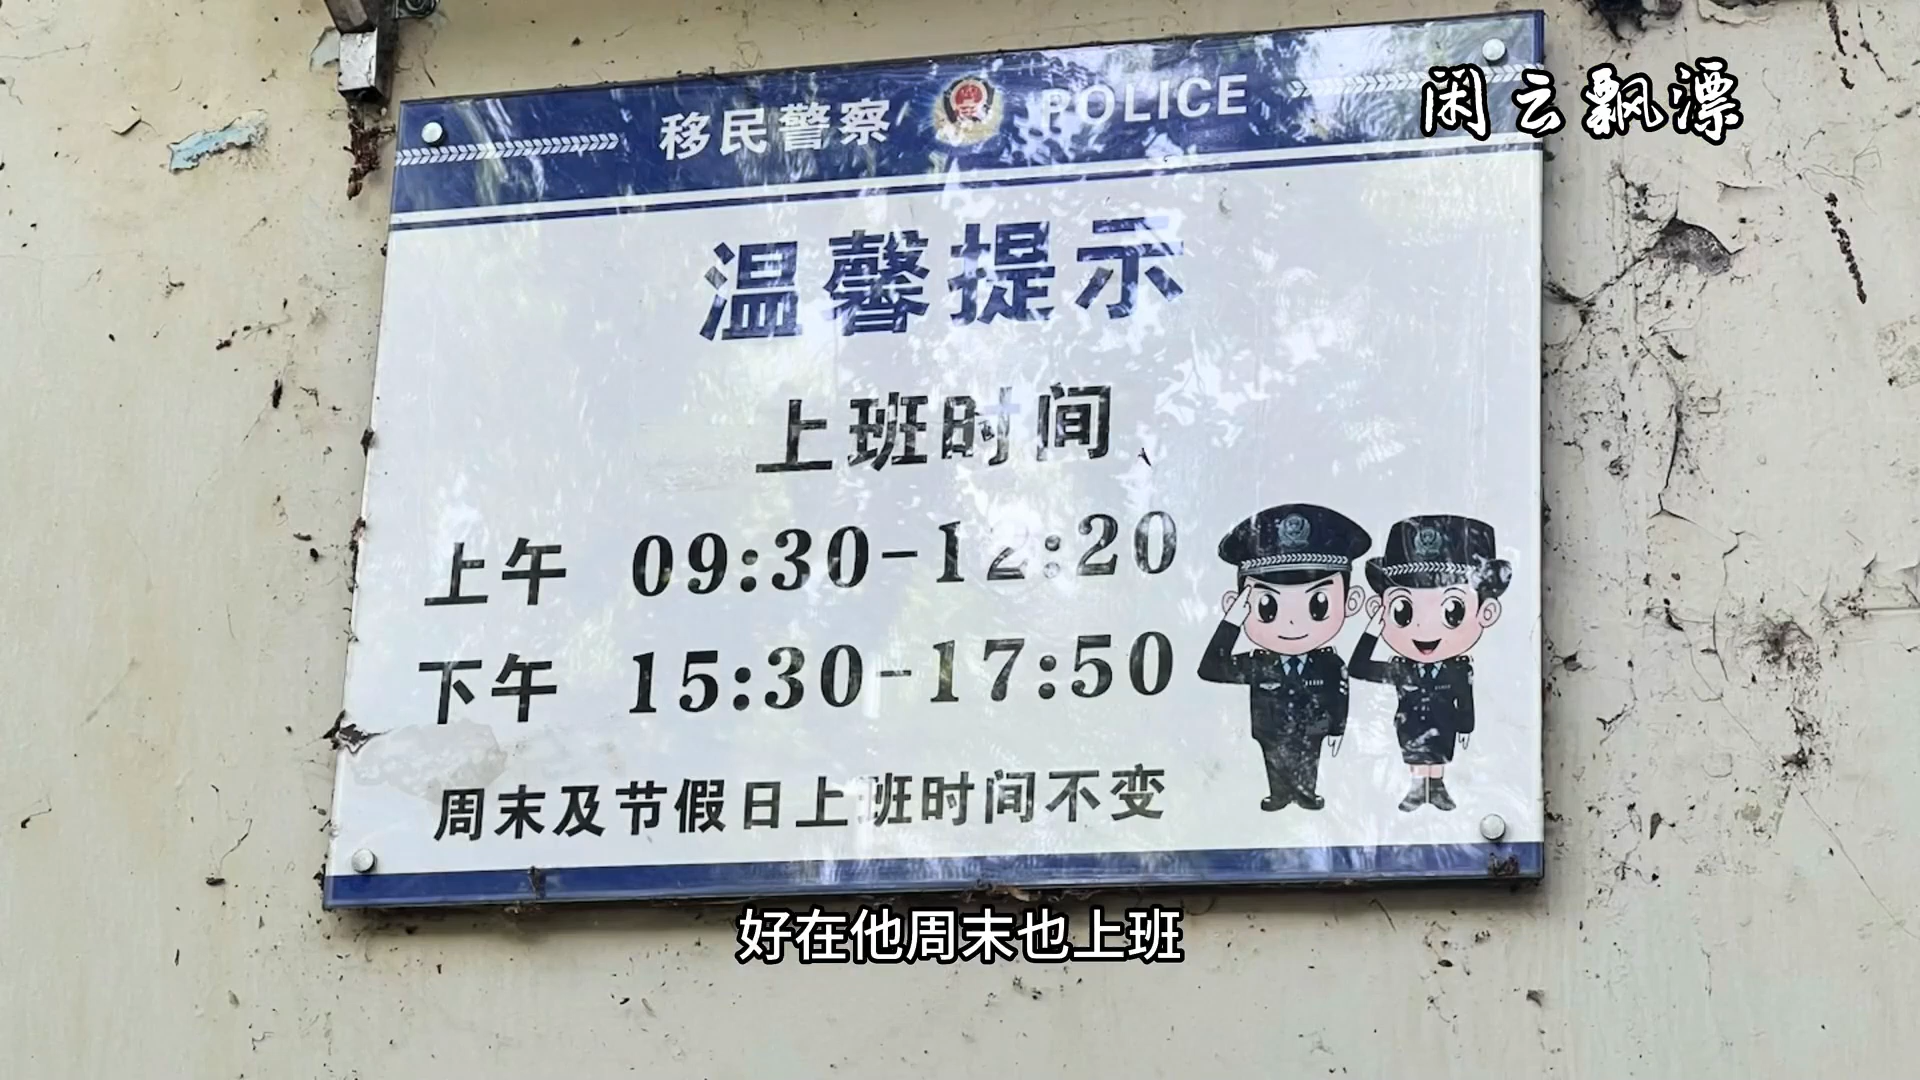 闲云飘漂
移民警察 POLICE
温馨提示
上班时间
上午 09:30-12:20
下午 15:30-17:50
周末及节假日上班时间不变
好在他周末也上班